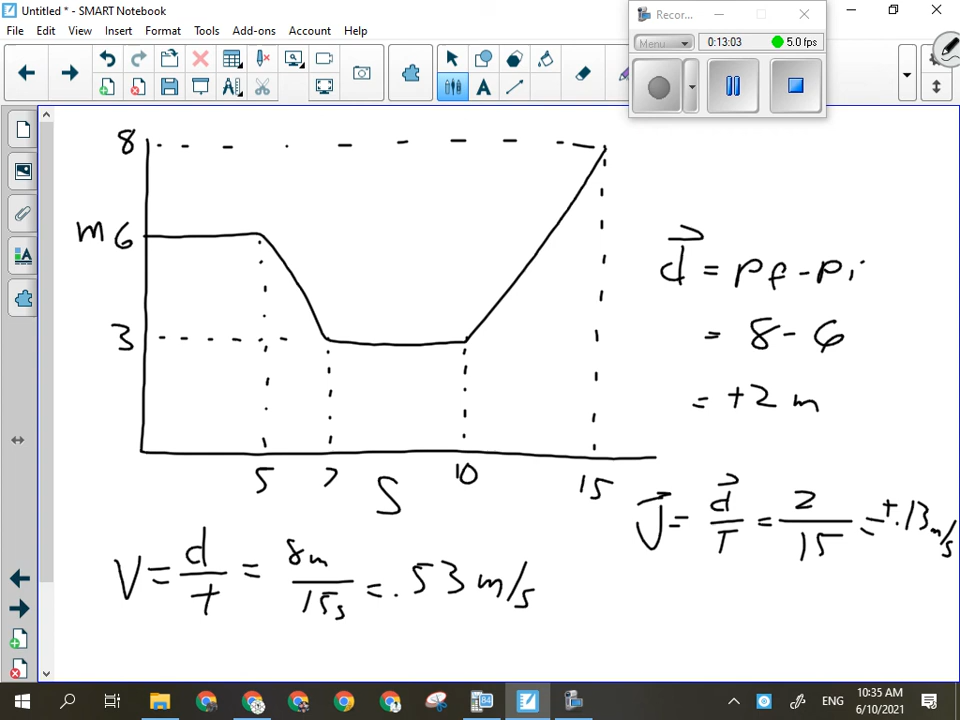 Untitled * - SMART Notebook
File Edit View Insert Format Tools Add-ons Account Help
Recor...
Menu
0:13:03
5.0 fps
8
m 6
3
5 7 S 10 15
d = Pf - Pi
= 8 - 6
= +2 m
V = d/T = 2/15 = +.13 m/s
V = d/t = 8m/15s = .53 m/s
ENG
10:35 AM
6/10/2021